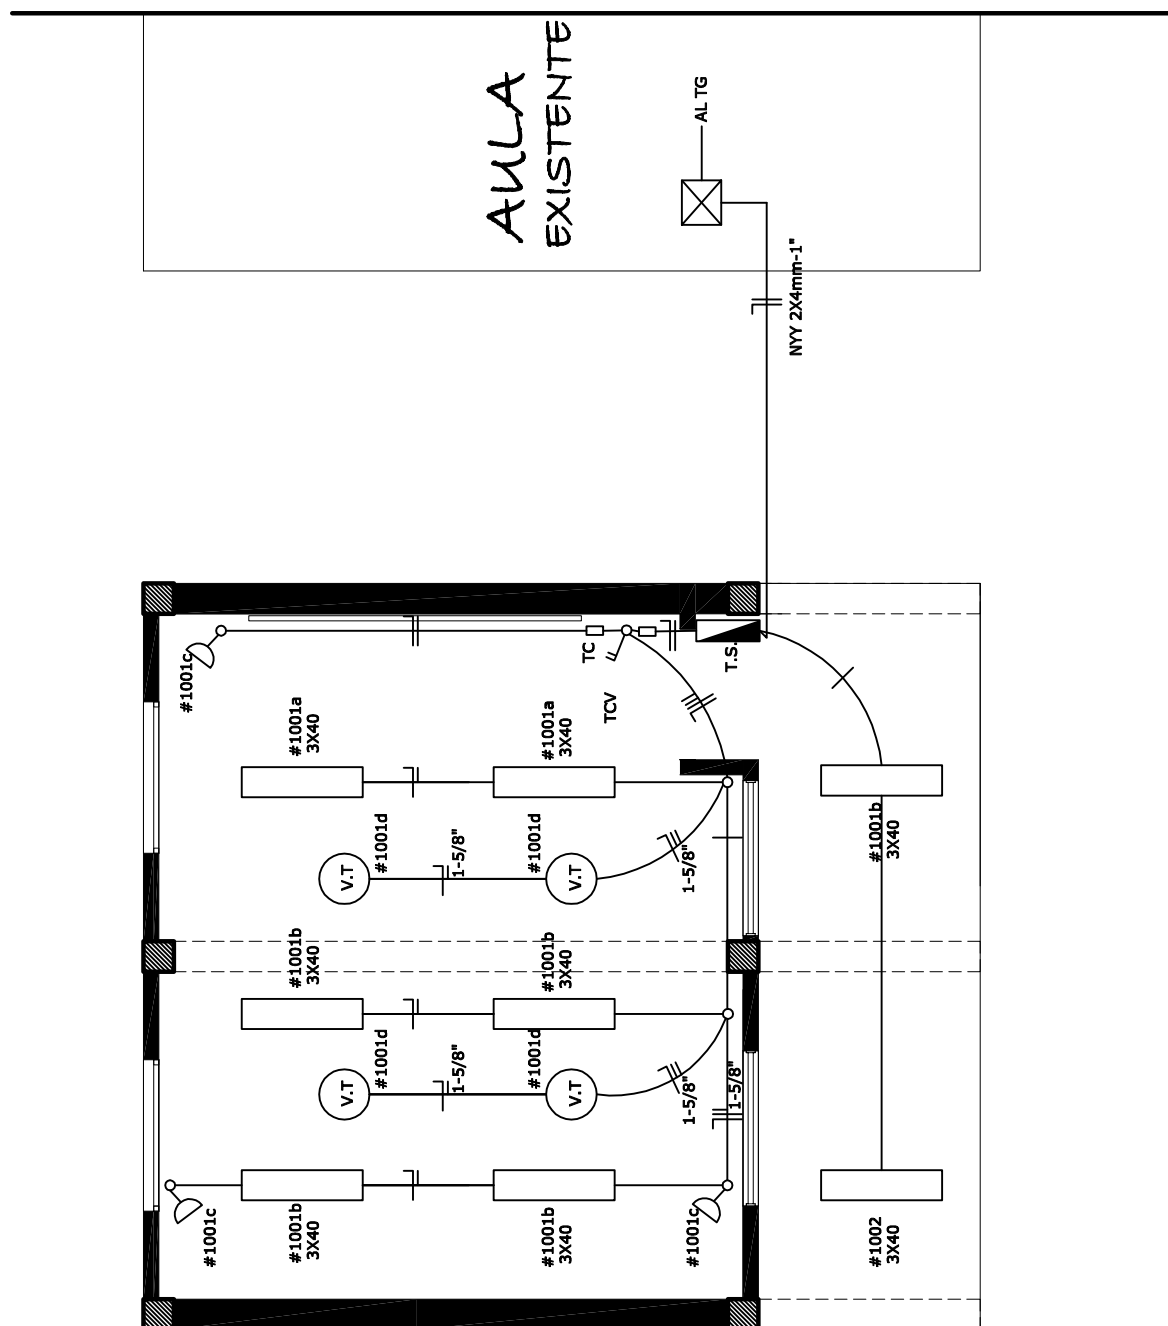 AULA
EXISTENTE
AL TG
NYY 2X4mm-1"
#1001c
TC
TCV
T.S.
#1001a
3X40
#1001a
3X40
#1001b
3X40
V.T
#1001d
1-5/8"
V.T
#1001d
1-5/8"
#1001b
3X40
#1001b
3X40
V.T
#1001d
1-5/8"
V.T
#1001d
1-5/8"
1-5/8"
#1001c
#1001b
3X40
#1001b
3X40
#1001c
#1002
3X40